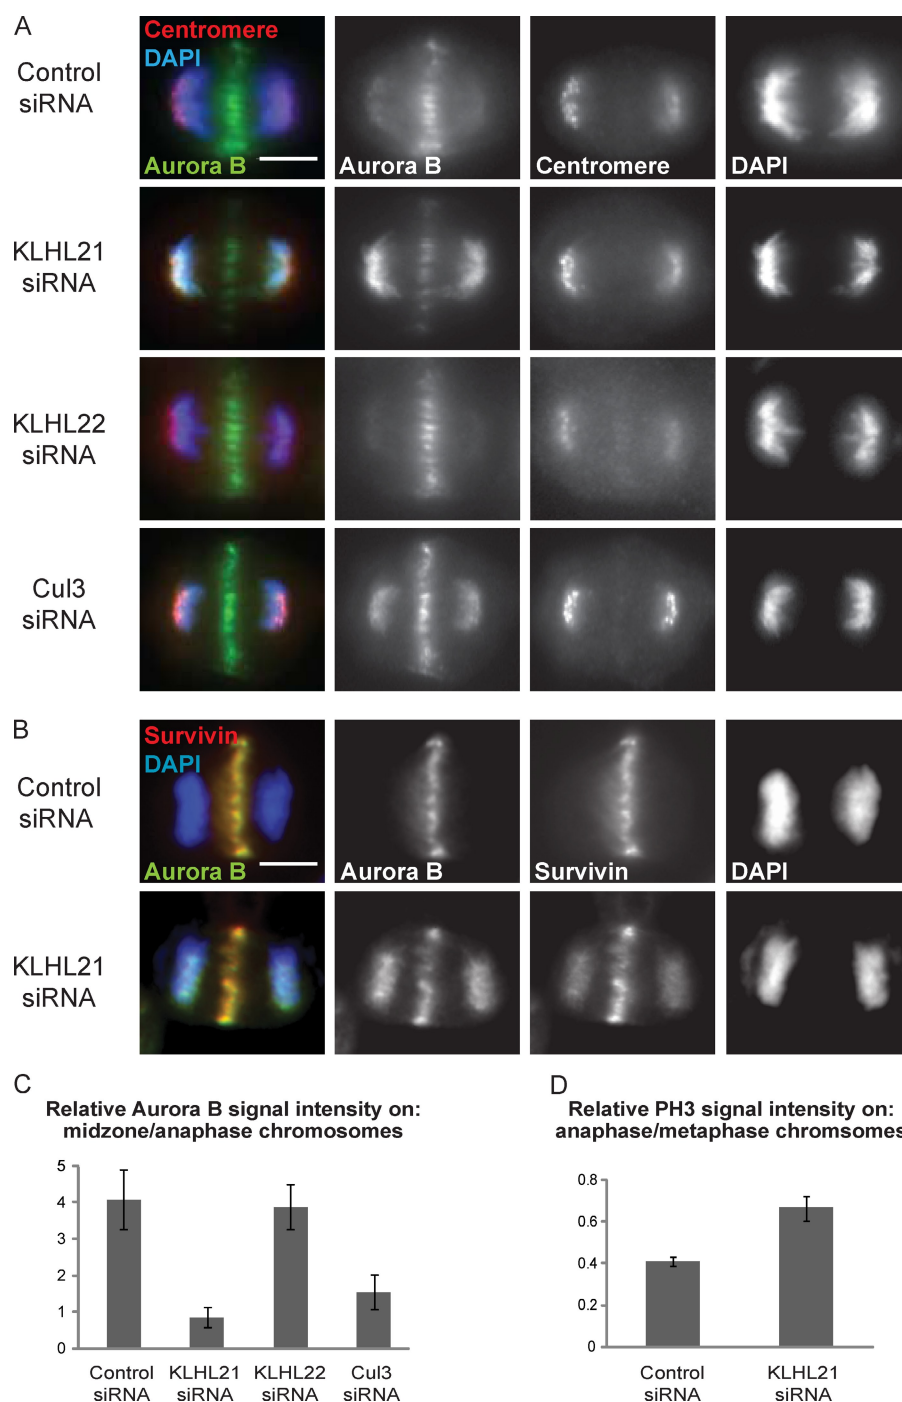 A
Control
siRNA
Centromere
DAPI
Aurora B
Aurora B
Centromere
DAPI
KLHL21
siRNA
KLHL22
siRNA
Cul3
siRNA
B
Control
siRNA
Survivin
DAPI
Aurora B
Aurora B
Survivin
DAPI
KLHL21
siRNA
C
Relative Aurora B signal intensity on:
midzone/anaphase chromosomes
5
4
3
2
1
0
Control
siRNA
KLHL21
siRNA
KLHL22
siRNA
Cul3
siRNA
D
Relative PH3 signal intensity on:
anaphase/metaphase chromsomes
0.8
0.6
0.4
0.2
0
Control
siRNA
KLHL21
siRNA